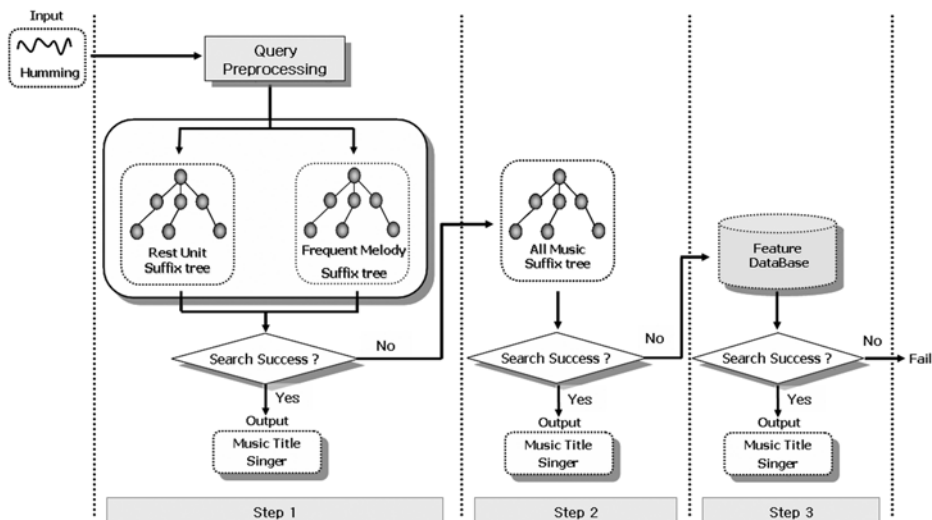 Input
Humming
Query
Preprocessing
Rest Unit
Suffix tree
Frequent Melody
Suffix tree
Search Success ?
No
Yes
Output
Music Title
Singer
Step 1
All Music
Suffix tree
Search Success ?
No
Yes
Output
Music Title
Singer
Step 2
Feature
DataBase
Search Success ?
No
Fail
Yes
Output
Music Title
Singer
Step 3